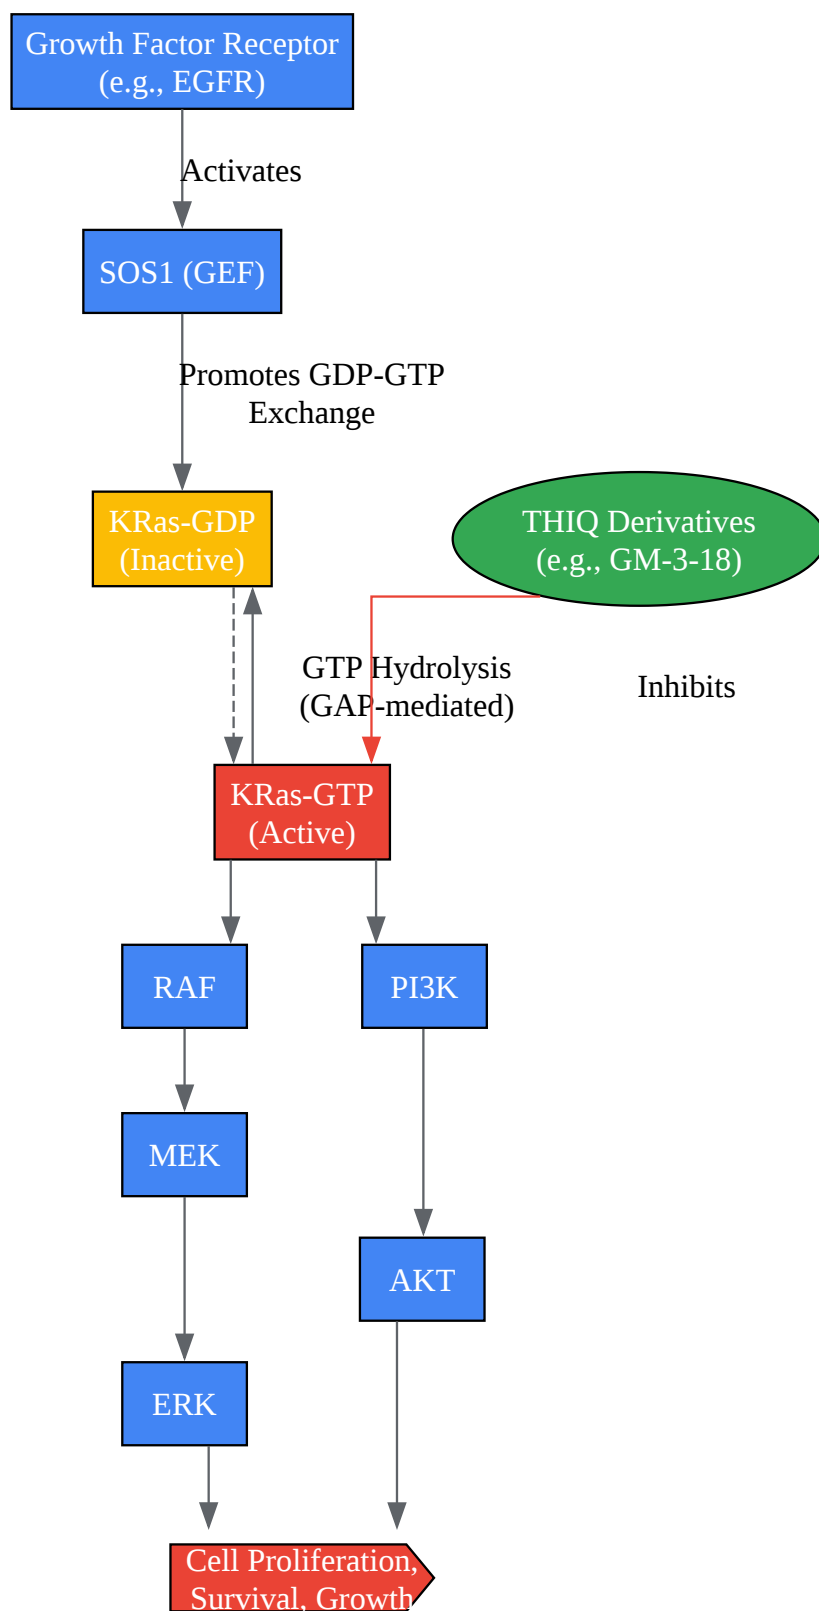 Growth Factor Receptor
(e.g., EGFR)
Activates
SOS1 (GEF)
Promotes GDP-GTP
Exchange
KRas-GDP
(Inactive)
THIQ Derivatives
(e.g., GM-3-18)
GTP Hydrolysis
(GAP-mediated)
Inhibits
KRas-GTP
(Active)
RAF
PI3K
MEK
AKT
ERK
Cell Proliferation,
Survival, Growth